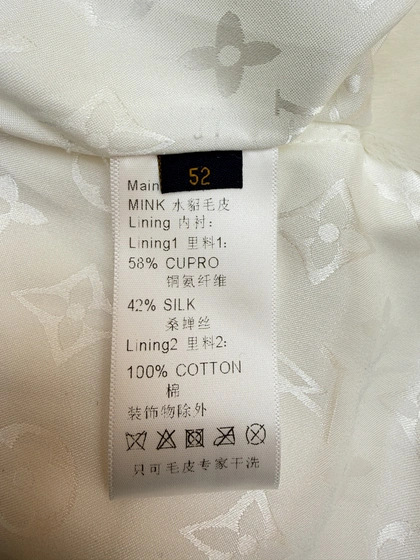 52
Main
MINK 水貂毛皮
Lining 内衬:
Lining1 里料1:
58% CUPRO
铜氨纤维
42% SILK
桑蝉丝
Lining2 里料2:
100% COTTON
棉
装饰物除外
只可毛皮专家干洗